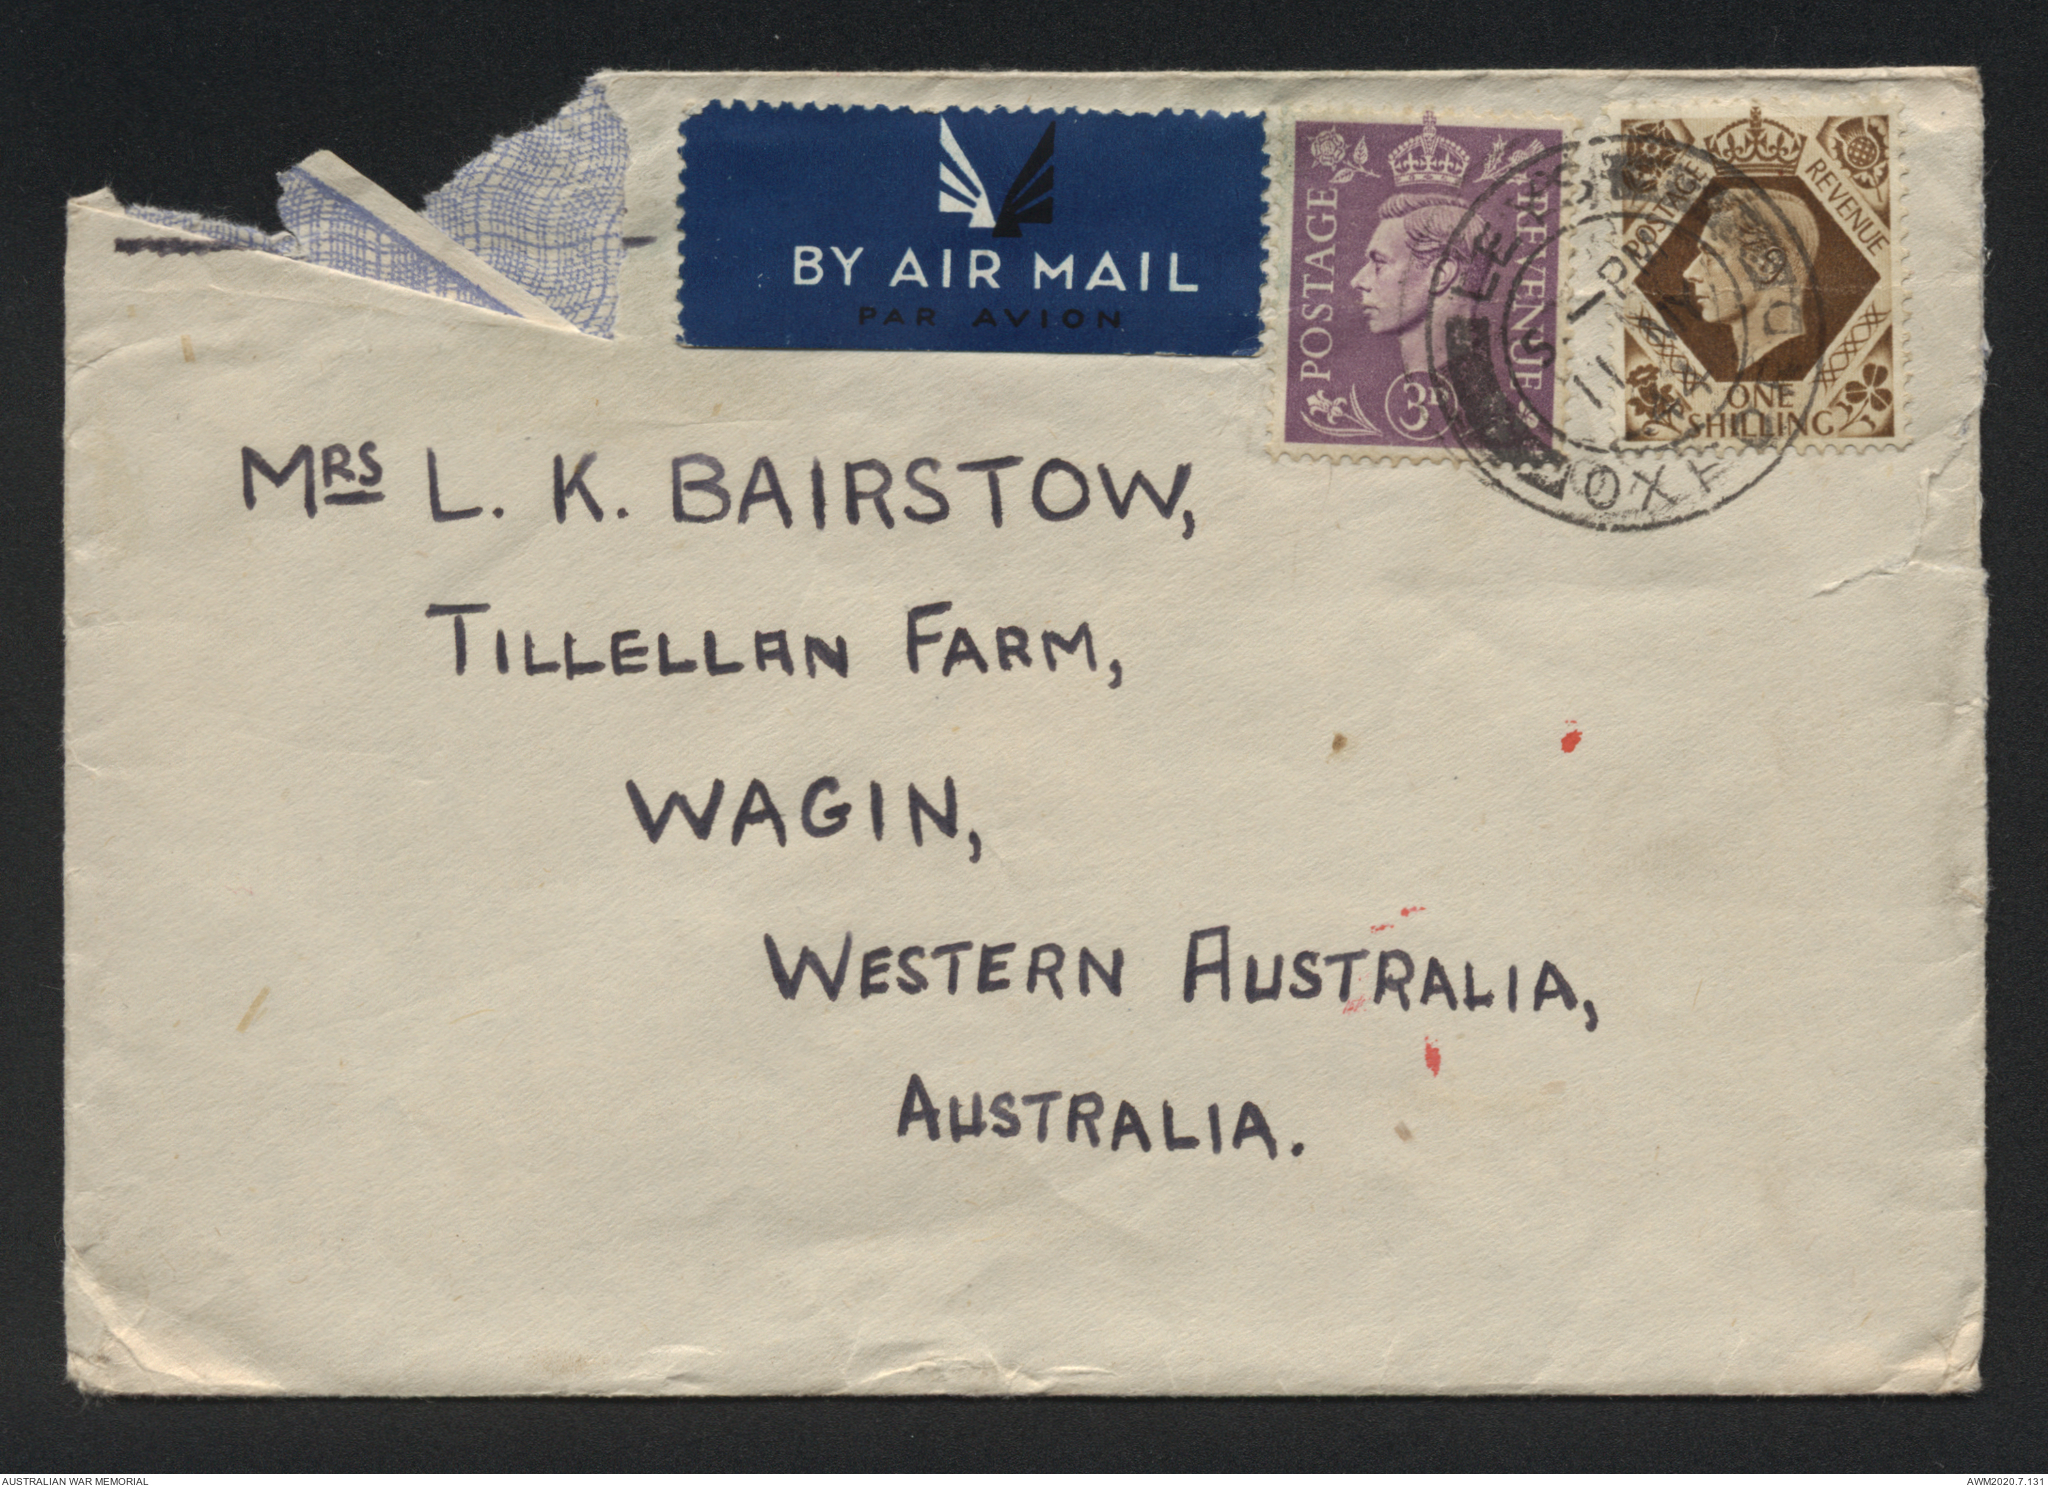 BY AIR MAIL
PAR AVION
POSTAGE
REVENUE
3D
POSTAGE
REVENUE
ONE
SHILLING
OXFORD
MRS L. K. BAIRSTOW,
TILLELLAN FARM,
WAGIN,
WESTERN AUSTRALIA,
AUSTRALIA.
AUSTRALIAN WAR MEMORIAL
AWM2020.7.131